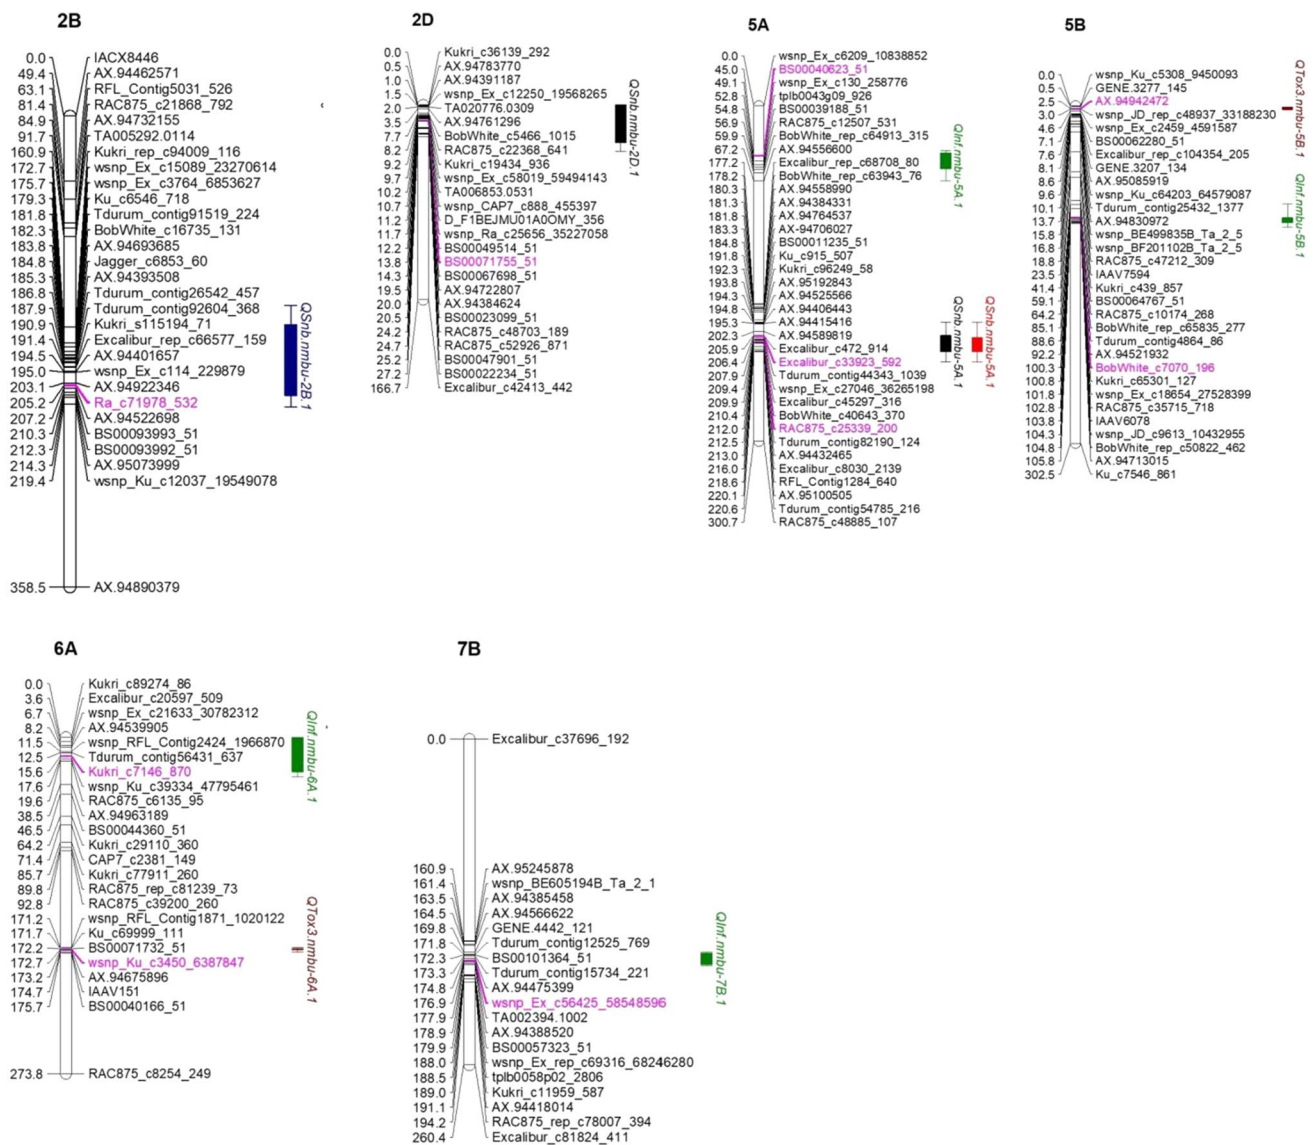 2B
0.0 IACX8446
49.4 AX.94462571
63.1 RFL_Contig5031_526
81.4 RAC875_c21868_792
84.9 AX.94732155
91.7 TA005292.0114
160.9 Kukri_rep_c94009_116
172.7 wsnp_Ex_c15089_23270614
175.7 wsnp_Ex_c3764_6853627
179.3 Ku_c6546_718
181.8 Tdurum_contig91519_224
182.3 BobWhite_c16735_131
183.8 AX.94693685
184.8 Jagger_c6853_60
185.3 AX.94393508
186.8 Tdurum_contig26542_457
187.9 Tdurum_contig92604_368
190.9 Kukri_s115194_71
191.4 Excalibur_rep_c66577_159
194.5 AX.94401657
195.0 wsnp_Ex_c114_229879
203.1 AX.94922346
205.2 Ra_c71978_532
207.2 AX.94522698
210.3 BS00093993_51
212.3 BS00093992_51
214.3 AX.95073999
219.4 wsnp_Ku_c12037_19549078
358.5 AX.94890379
QSnb.nmbu-2B.1
2D
0.0 Kukri_c36139_292
0.5 AX.94783770
1.0 AX.94391187
1.5 wsnp_Ex_c12250_19568265
2.0 TA020776.0309
3.5 AX.94761296
7.7 BobWhite_c5466_1015
8.2 RAC875_c22368_641
9.2 Kukri_c19434_936
9.7 wsnp_Ex_c58019_59494143
10.2 TA006853.0531
10.7 wsnp_CAP7_c888_455397
11.2 D_F1BEJMU01A0OMY_356
11.7 wsnp_Ra_c25656_35227058
12.2 BS00049514_51
13.8 BS00071755_51
14.3 BS00067698_51
19.5 AX.94722807
20.0 AX.94384624
20.5 BS00023099_51
24.2 RAC875_c48703_189
24.7 RAC875_c52926_871
25.2 BS00047901_51
27.2 BS00022234_51
166.7 Excalibur_c42413_442
QSnb.nmbu-2D.1
5A
0.0 wsnp_Ex_c6209_10838852
45.0 BS00040623_51
49.1 wsnp_Ex_c130_258776
52.8 tplb0043g09_926
54.8 BS00039188_51
56.9 RAC875_c12507_531
59.9 BobWhite_rep_c64913_315
67.2 AX.94556600
177.2 Excalibur_rep_c68708_80
178.2 BobWhite_rep_c63943_76
180.3 AX.94558990
181.3 AX.94384331
181.8 AX.94764537
183.3 AX.94706027
184.8 BS00011235_51
191.8 Ku_c915_507
192.3 Kukri_c96249_58
193.8 AX.95192843
194.3 AX.94525566
194.8 AX.94406443
195.3 AX.94415416
202.3 AX.94589819
205.9 Excalibur_c472_914
206.4 Excalibur_c33923_592
207.9 Tdurum_contig44343_1039
209.4 wsnp_Ex_c27046_36265198
209.9 Excalibur_c45297_316
210.4 BobWhite_c40643_370
212.0 RAC875_c25339_200
212.5 Tdurum_contig82190_124
213.0 AX.94432465
216.0 Excalibur_c8030_2139
218.6 RFL_Contig1284_640
220.1 AX.95100505
220.6 Tdurum_contig54785_216
300.7 RAC875_c48885_107
QInf.nmbu-5A.1
QSnb.nmbu-5A.1
QSnb.nmbu-5A.1
5B
0.0 wsnp_Ku_c5308_9450093
0.5 GENE.3277_145
2.5 AX.94942472
3.0 wsnp_JD_rep_c48937_33188230
4.6 wsnp_Ex_c2459_4591587
7.1 BS00062280_51
7.6 Excalibur_rep_c104354_205
8.1 GENE.3207_134
8.6 AX.95085919
9.6 wsnp_Ku_c64203_64579087
10.1 Tdurum_contig25432_1377
13.7 AX.94830972
15.8 wsnp_BE499835B_Ta_2_5
16.8 wsnp_BF201102B_Ta_2_5
18.8 RAC875_c47212_309
23.5 IAAV7594
41.4 Kukri_c439_857
59.1 BS00064767_51
64.2 RAC875_c10174_268
85.1 BobWhite_rep_c65835_277
88.6 Tdurum_contig4864_86
92.2 AX.94521932
100.3 BobWhite_c7070_196
100.8 Kukri_c65301_127
101.8 wsnp_Ex_c18654_27528399
102.8 RAC875_c35715_718
103.8 IAAV6078
104.3 wsnp_JD_c9613_10432955
104.8 BobWhite_rep_c50822_462
105.8 AX.94713015
302.5 Ku_c7546_861
QTox3.nmbu-5B.1
QInf.nmbu-5B.1
6A
0.0 Kukri_c89274_86
3.6 Excalibur_c20597_509
6.7 wsnp_Ex_c21633_30782312
8.2 AX.94539905
11.5 wsnp_RFL_Contig2424_1966870
12.5 Tdurum_contig56431_637
15.6 Kukri_c7146_870
17.6 wsnp_Ku_c39334_47795461
19.6 RAC875_c6135_95
38.5 AX.94963189
46.5 BS00044360_51
64.2 Kukri_c29110_360
71.4 CAP7_c2381_149
85.7 Kukri_c77911_260
89.8 RAC875_rep_c81239_73
92.8 RAC875_c39200_260
171.2 wsnp_RFL_Contig1871_1020122
171.7 Ku_c69999_111
172.2 BS00071732_51
172.7 wsnp_Ku_c3450_6387847
173.2 AX.94675896
174.7 IAAV151
175.7 BS00040166_51
273.8 RAC875_c8254_249
QInf.nmbu-6A.1
QTox3.nmbu-6A.1
7B
0.0 Excalibur_c37696_192
160.9 AX.95245878
161.4 wsnp_BE605194B_Ta_2_1
163.5 AX.94385458
164.5 AX.94566622
169.8 GENE.4442_121
171.8 Tdurum_contig12525_769
172.3 BS00101364_51
173.3 Tdurum_contig15734_221
174.8 AX.94475399
176.9 wsnp_Ex_c56425_58548596
177.9 TA002394.1002
178.9 AX.94388520
179.9 BS00057323_51
188.0 wsnp_Ex_rep_c69316_68246280
188.5 tplb0058p02_2806
189.0 Kukri_c11959_587
191.1 AX.94418014
194.2 RAC875_rep_c78007_394
260.4 Excalibur_c81824_411
QInf.nmbu-7B.1